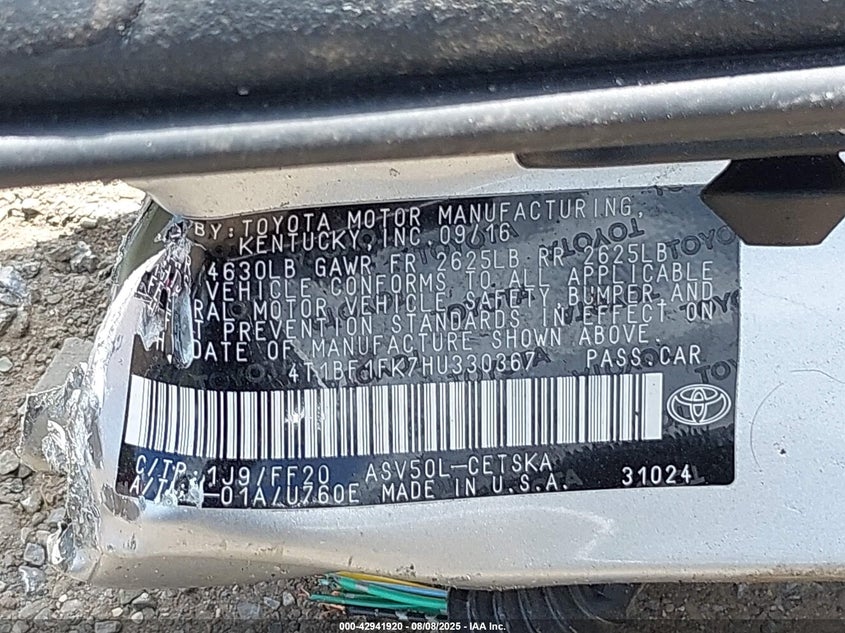 BY: TOYOTA MOTOR MANUFACTURING,
KENTUCKY, INC. 09/16
4630LB GAWR FR 2625LB RR 2625LB
VEHICLE CONFORMS TO ALL APPLICABLE
RAL MOTOR VEHICLE SAFETY, BUMPER AND
T PREVENTION STANDARDS IN EFFECT ON
DATE OF MANUFACTURE SHOWN ABOVE.
4T1BF1FK7HU330367 PASS.CAR
C/TR 1J9/FF20 ASV50L-CETSKA
A/T -01A/U760E MADE IN U.S.A. 31024
000-42941920 - 08/08/2025 - IAA Inc.